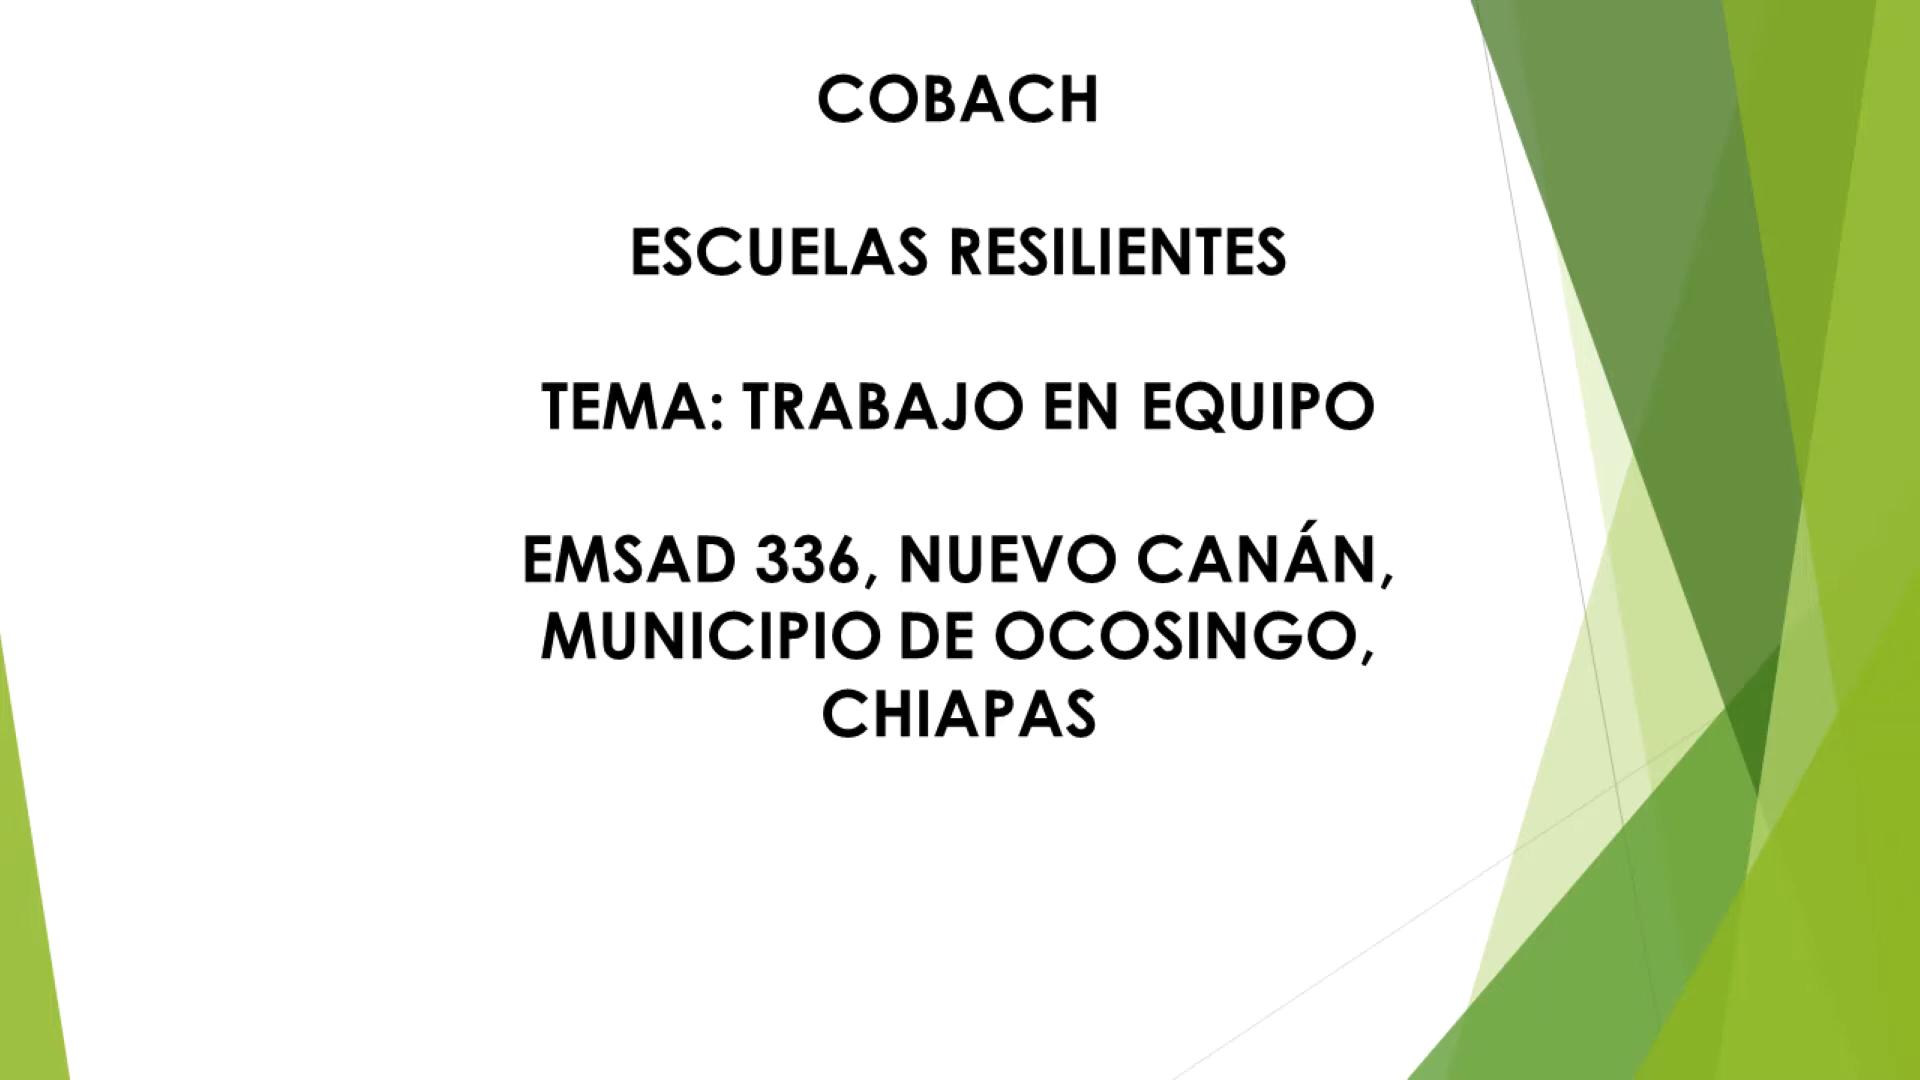 COBACH
ESCUELAS RESILIENTES
TEMA: TRABAJO EN EQUIPO
EMSAD 336, NUEVO CANÁN,
MUNICIPIO DE OCOSINGO,
CHIAPAS